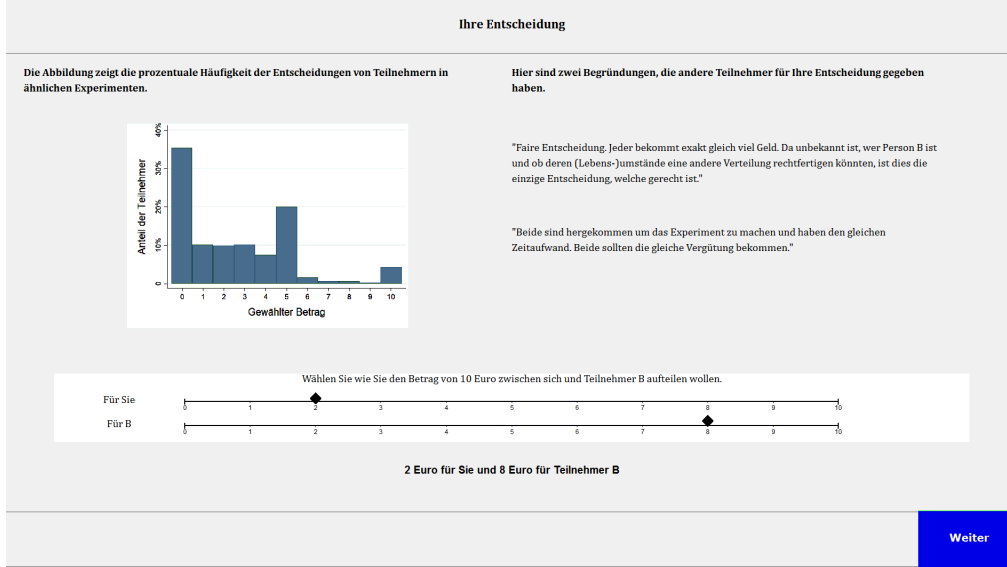 Ihre Entscheidung
Die Abbildung zeigt die prozentuale Häufigkeit der Entscheidungen von Teilnehmern in
ähnlichen Experimenten.
40%
30%
20%
10%
0
Anteil der Teilnehmer
0 1 2 3 4 5 6 7 8 9 10
Gewählter Betrag
Hier sind zwei Begründungen, die andere Teilnehmer für Ihre Entscheidung gegeben
haben.
"Faire Entscheidung. Jeder bekommt exakt gleich viel Geld. Da unbekannt ist, wer Person B ist
und ob deren (Lebens-)umstände eine andere Verteilung rechtfertigen könnten, ist dies die
einzige Entscheidung, welche gerecht ist."
"Beide sind hergekommen um das Experiment zu machen und haben den gleichen
Zeitaufwand. Beide sollten die gleiche Vergütung bekommen."
Wählen Sie wie Sie den Betrag von 10 Euro zwischen sich und Teilnehmer B aufteilen wollen.
Für Sie
0 1 2 3 4 5 6 7 8 9 10
Für B
0 1 2 3 4 5 6 7 8 9 10
2 Euro für Sie und 8 Euro für Teilnehmer B
Weiter